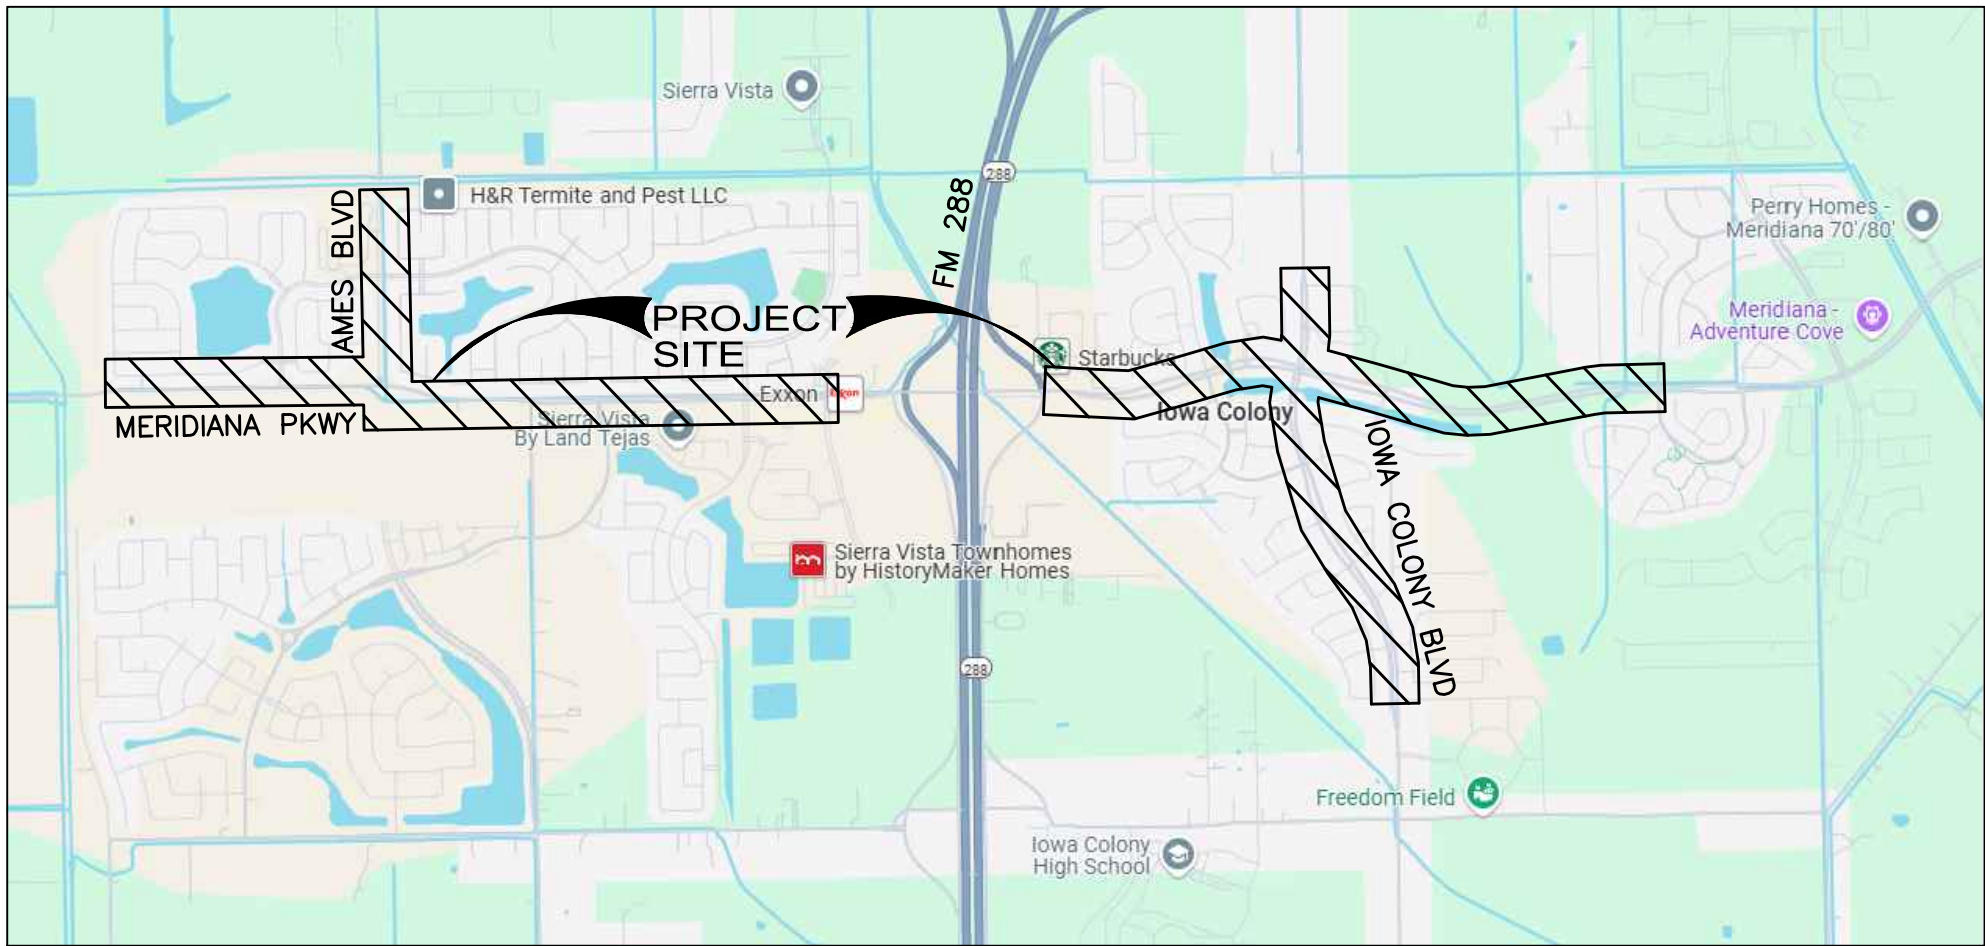 Sierra Vista
288
H&R Termite and Pest LLC
AMES BLVD
FM 288
Perry Homes -
Meridiana 70'/80'
PROJECT
SITE
Meridiana -
Adventure Cove
Starbucks
Exxon
Exxon
MERIDIANA PKWY
Sierra Vista
By Land Tejas
Iowa Colony
IOWA COLONY BLVD
Sierra Vista Townhomes
by HistoryMaker Homes
288
Freedom Field
Iowa Colony
High School